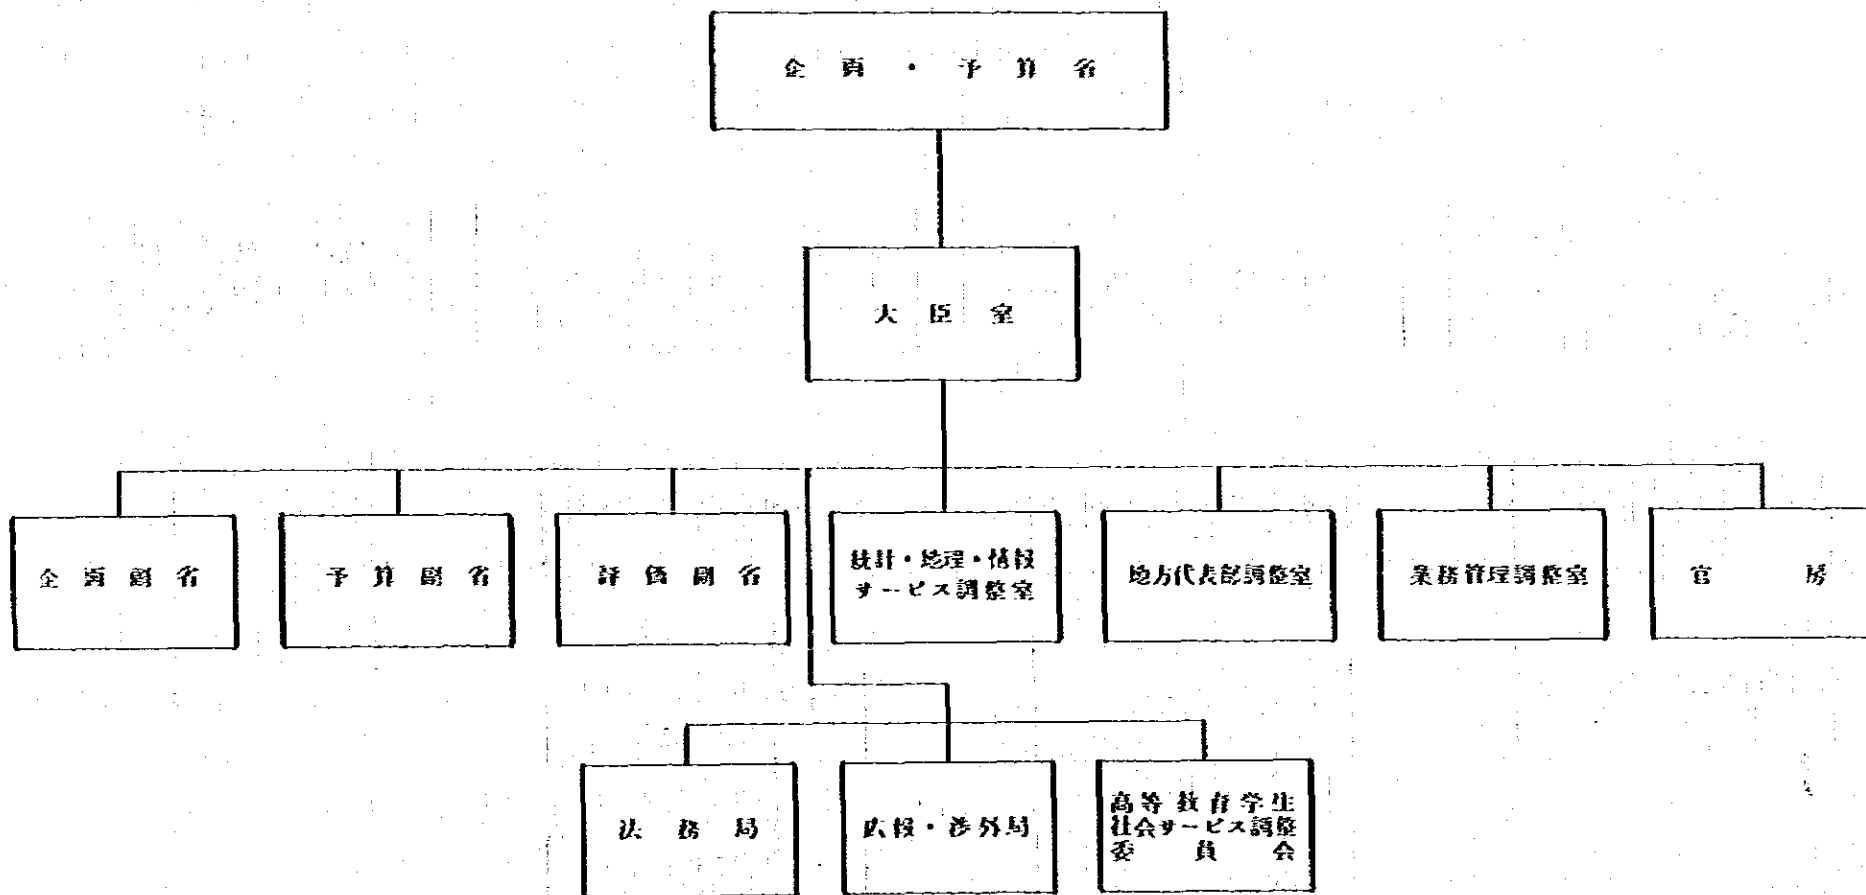 企画・予算省
大臣室
企画副省
予算副省
評価副省
統計・地理・情報
サービス調整室
地方代表部調整室
業務管理調整室
官房
法務局
広報・渉外局
高等教育学生
社会サービス調整
委員会